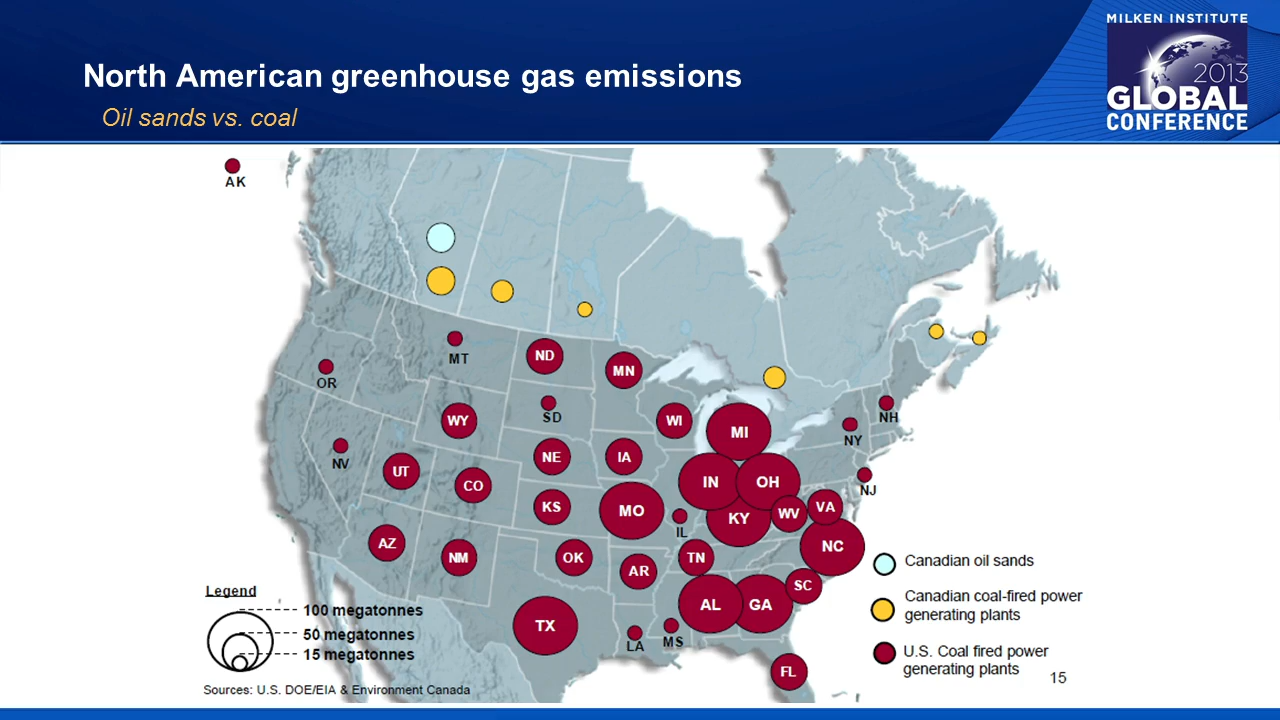 MILKEN INSTITUTE
2013
GLOBAL
CONFERENCE
North American greenhouse gas emissions
Oil sands vs. coal
AK
MT
ND
MN
OR
WY
SD
WI
MI
NH
NY
NV
UT
CO
NE
IA
IN
OH
NJ
KS
MO
IL
KY
WV
VA
AZ
NM
OK
AR
TN
NC
SC
TX
LA
MS
AL
GA
FL
Canadian oil sands
Canadian coal-fired power
generating plants
U.S. Coal fired power
generating plants
Legend
100 megatonnes
50 megatonnes
15 megatonnes
Sources: U.S. DOE/EIA & Environment Canada
15